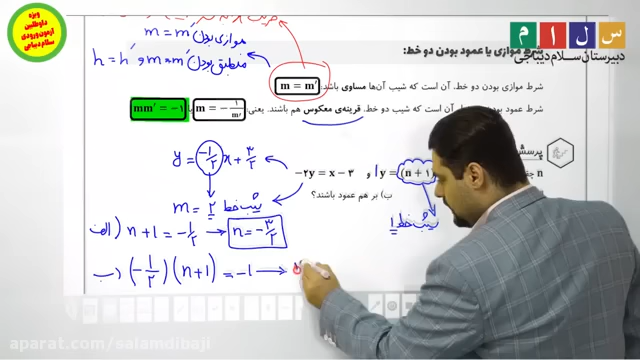 ویژه
داوطلبین
آزمون ورودی
سلام دیباجی
س ل ا م
دبیرستان سلام دیباجی
شرط موازی یا عمود بودن دو خط:
موازی بودن m = m′
منطبق بودن m = m′ و h = h′
شرط موازی بودن دو خط، آن است که شیب آن‌ها مساوی باشد: m = m′
شرط عمود بودن دو خط، آن است که شیب دو خط، قرینه‌ی معکوس هم باشند. یعنی: m = −1/m′ یا mm′ = −1
پرسش
n
y = (n+1) و −2y = x − 3
ب) بر هم عمود باشند؟
y = −1/2 x + 3/2
شیب خط 2 m =
شیب خط 1
الف) n+1 = −1/2 → n = −3/2
ب) (−1/2)(n+1) = −1 →
aparat.com/salamdibaji